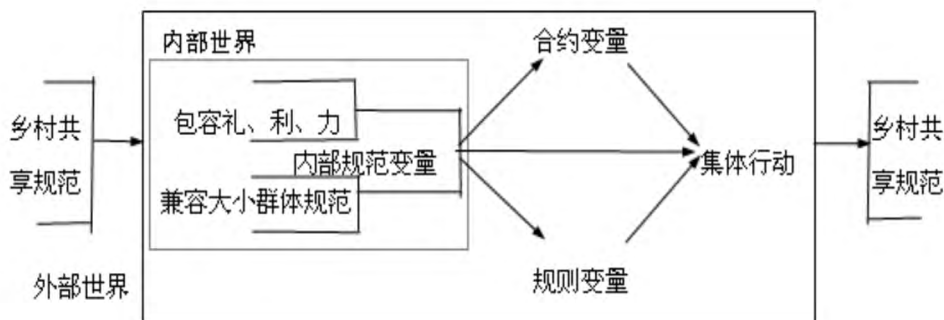 内部世界
合约变量
乡村共
享规范
包容礼、利、力
内部规范变量
兼容大小群体规范
集体行动
乡村共
享规范
外部世界
规则变量